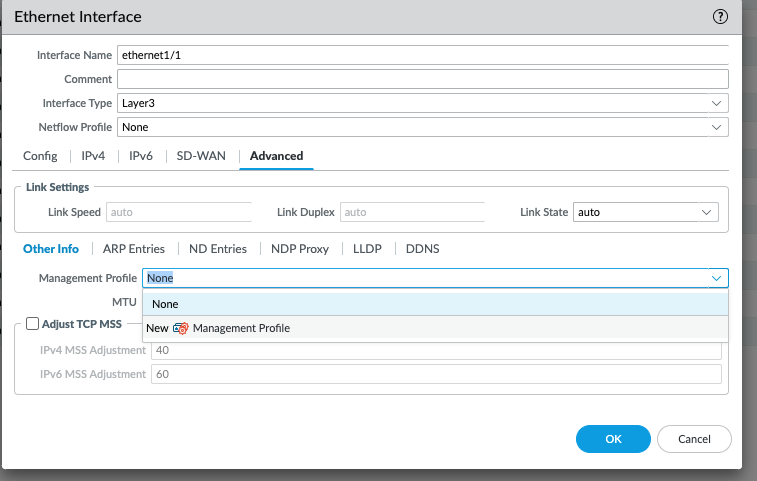 Ethernet Interface ?
Interface Name ethernet1/1
Comment
Interface Type Layer3
Netflow Profile None
Config IPv4 IPv6 SD-WAN Advanced
Link Settings
Link Speed auto Link Duplex auto Link State auto
Other Info ARP Entries ND Entries NDP Proxy LLDP DDNS
Management Profile None
MTU
None
New Management Profile
Adjust TCP MSS
IPv4 MSS Adjustment 40
IPv6 MSS Adjustment 60
OK Cancel